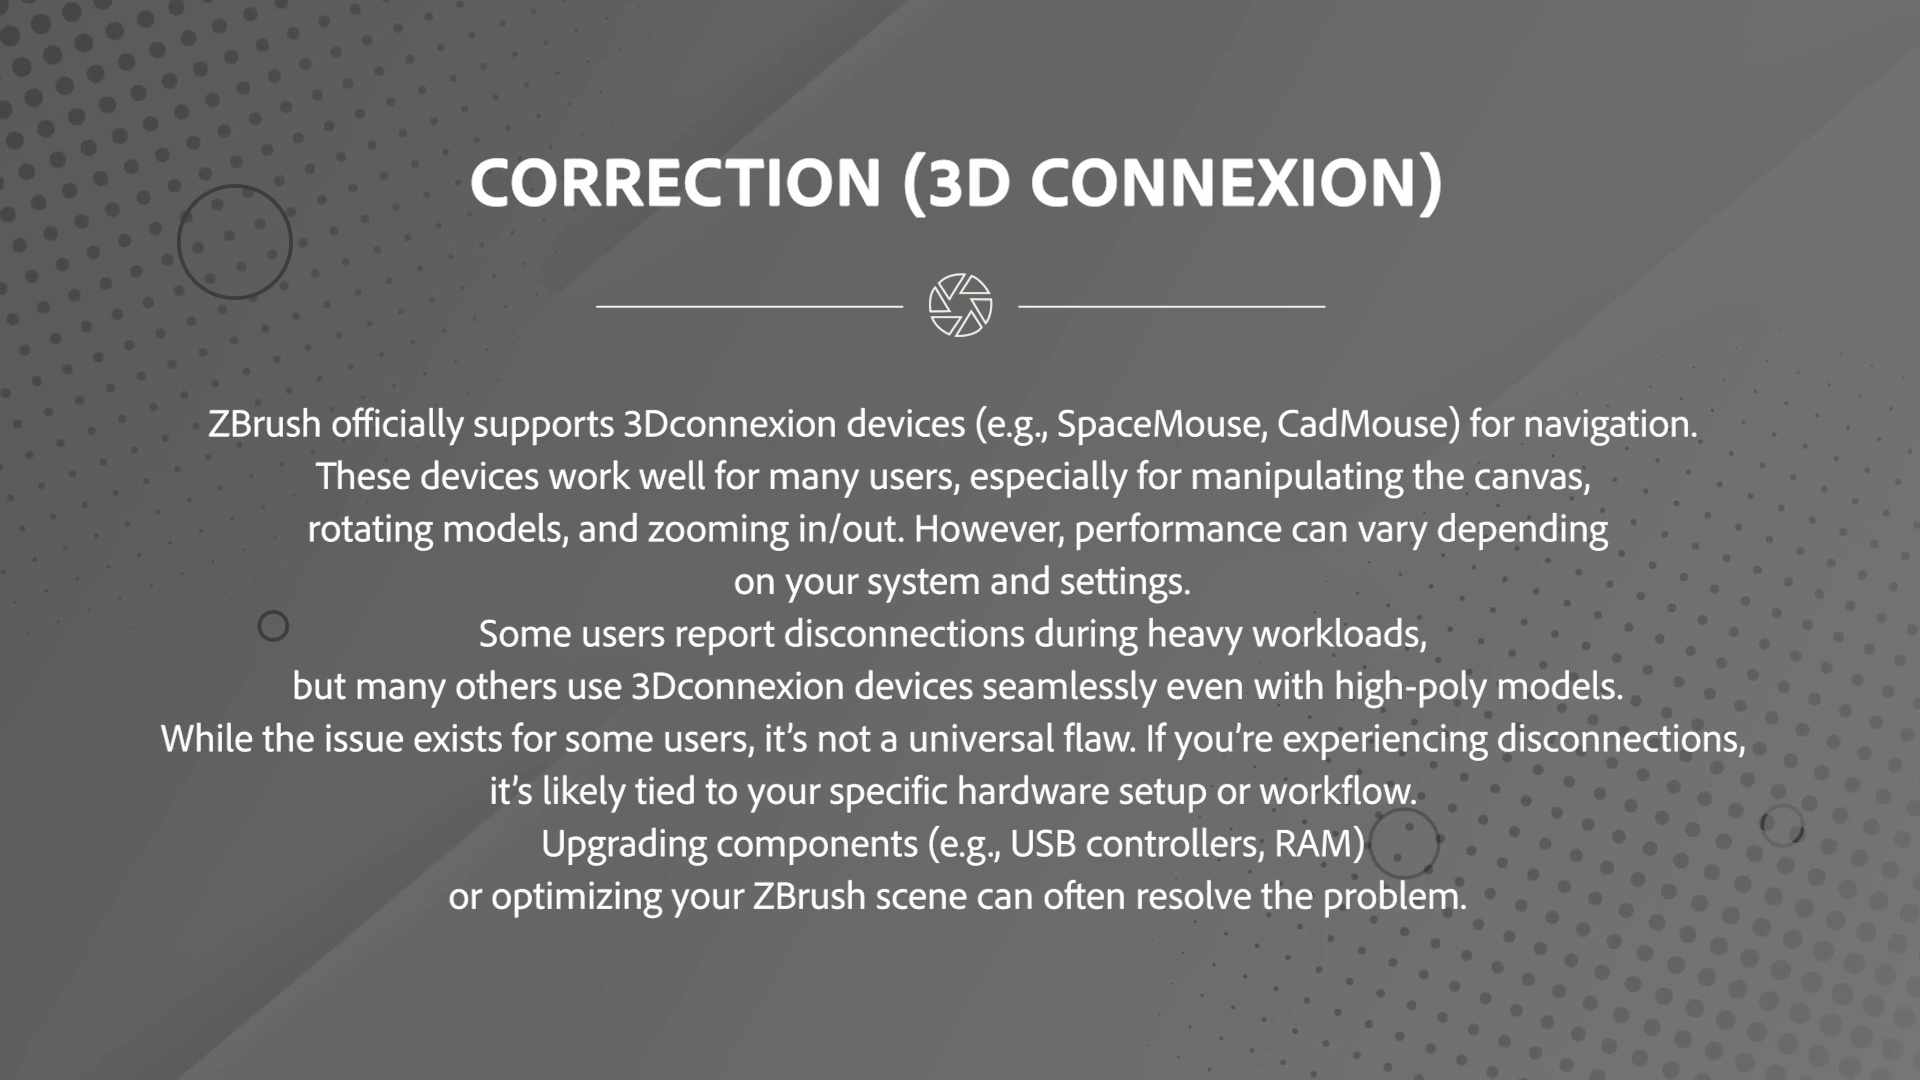 CORRECTION (3D CONNEXION)
ZBrush officially supports 3Dconnexion devices (e.g., SpaceMouse, CadMouse) for navigation.
These devices work well for many users, especially for manipulating the canvas,
rotating models, and zooming in/out. However, performance can vary depending
on your system and settings.
Some users report disconnections during heavy workloads,
but many others use 3Dconnexion devices seamlessly even with high-poly models.
While the issue exists for some users, it’s not a universal flaw. If you’re experiencing disconnections,
it’s likely tied to your specific hardware setup or workflow.
Upgrading components (e.g., USB controllers, RAM)
or optimizing your ZBrush scene can often resolve the problem.